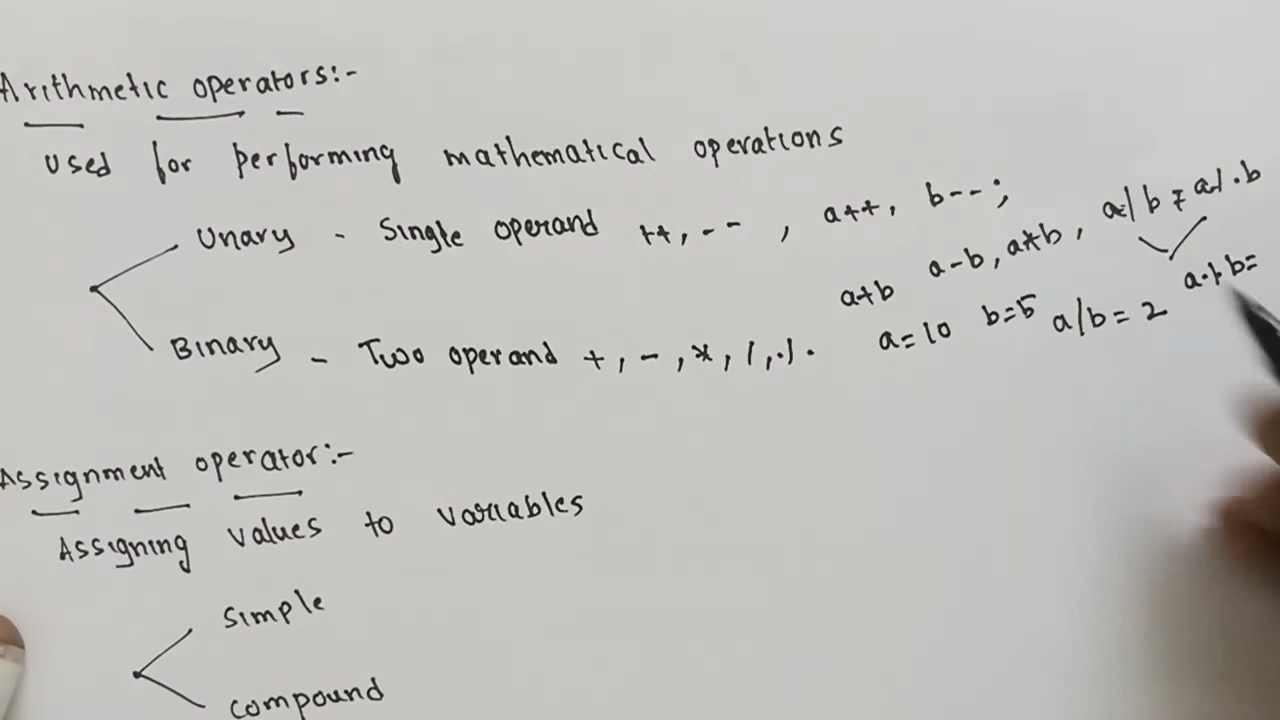 Arithmetic operators:-
used for performing mathematical operations
Unary - Single operand ++, -- , a++, b--;
a+b a-b, a*b, a/b ≠ a%b
Binary - Two operand +, -, *, /, %. a=10 b=5 a/b=2 a%b=
Assignment operator:-
Assigning values to variables
Simple
compound